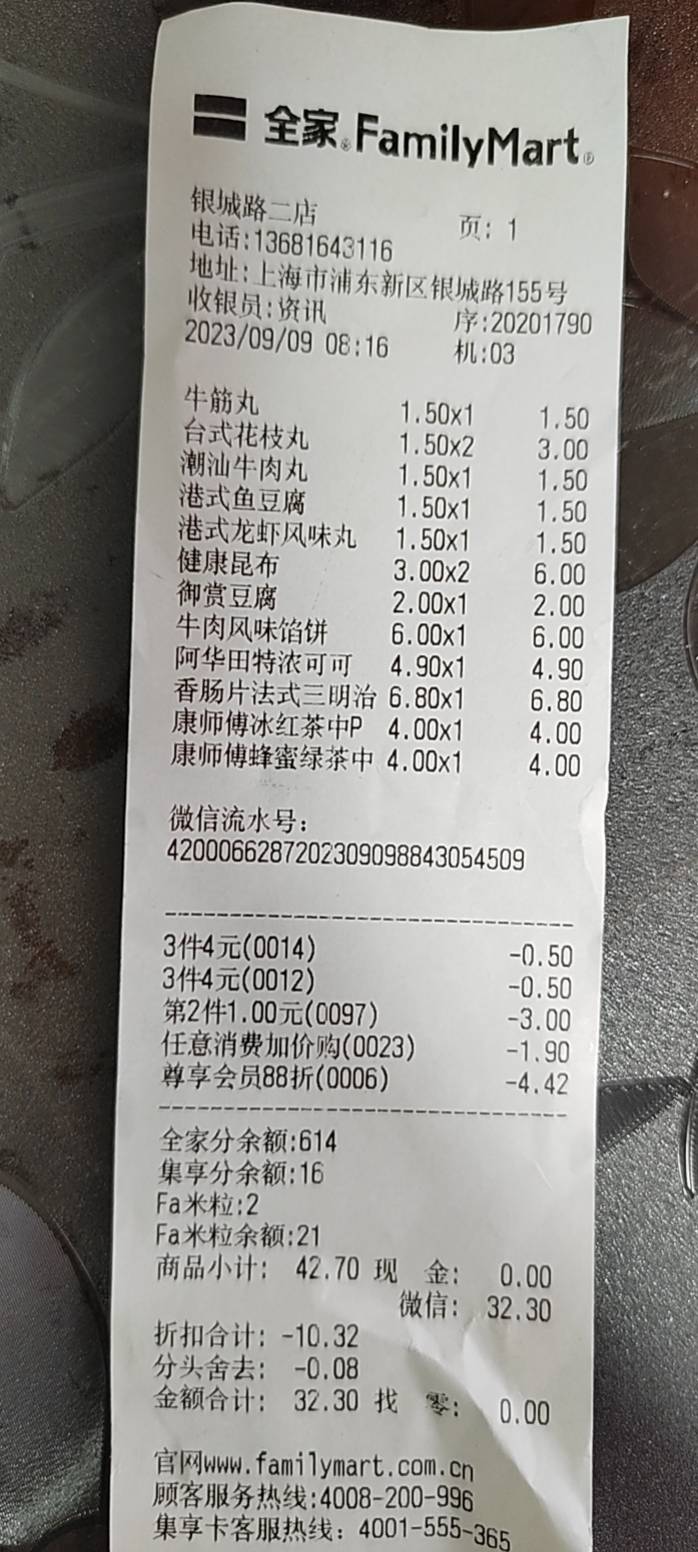 全家 FamilyMart
银城路二店 页: 1
电话:13681643116
地址:上海市浦东新区银城路155号
收银员:资讯 序:20201790
2023/09/09 08:16 机:03
牛筋丸 1.50x1 1.50
台式花枝丸 1.50x2 3.00
潮汕牛肉丸 1.50x1 1.50
港式鱼豆腐 1.50x1 1.50
港式龙虾风味丸 1.50x1 1.50
健康昆布 3.00x2 6.00
御赏豆腐 2.00x1 2.00
牛肉风味馅饼 6.00x1 6.00
阿华田特浓可可 4.90x1 4.90
香肠片法式三明治 6.80x1 6.80
康师傅冰红茶中P 4.00x1 4.00
康师傅蜂蜜绿茶中 4.00x1 4.00
微信流水号:
4200066287202309098843054509
3件4元(0014) -0.50
3件4元(0012) -0.50
第2件1.00元(0097) -3.00
任意消费加价购(0023) -1.90
尊享会员88折(0006) -4.42
全家分余额:614
集享分余额:16
Fa米粒:2
Fa米粒余额:21
商品小计: 42.70 现 金: 0.00
微信: 32.30
折扣合计: -10.32
分头舍去: -0.08
金额合计: 32.30 找 零: 0.00
官网www.familymart.com.cn
顾客服务热线:4008-200-996
集享卡客服热线: 4001-555-365